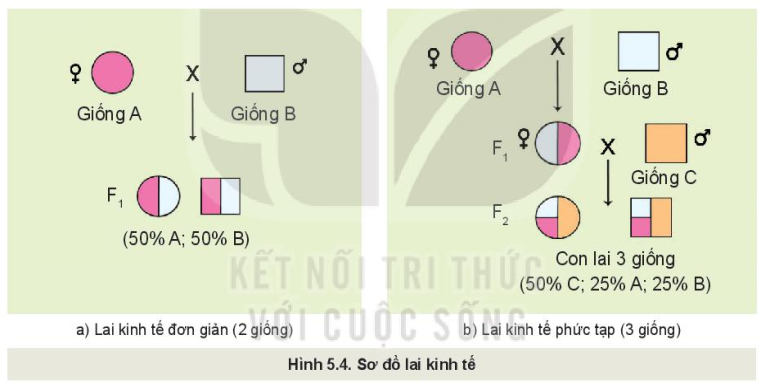 ♀ X ♂
Giống A Giống B
F1
(50% A; 50% B)
a) Lai kinh tế đơn giản (2 giống)
♀ X ♂
Giống A Giống B
F1 ♀ X ♂
Giống C
F2
Con lai 3 giống
(50% C; 25% A; 25% B)
b) Lai kinh tế phức tạp (3 giống)
KẾT NỐI TRI THỨC
VỚI CUỘC SỐNG
Hình 5.4. Sơ đồ lai kinh tế